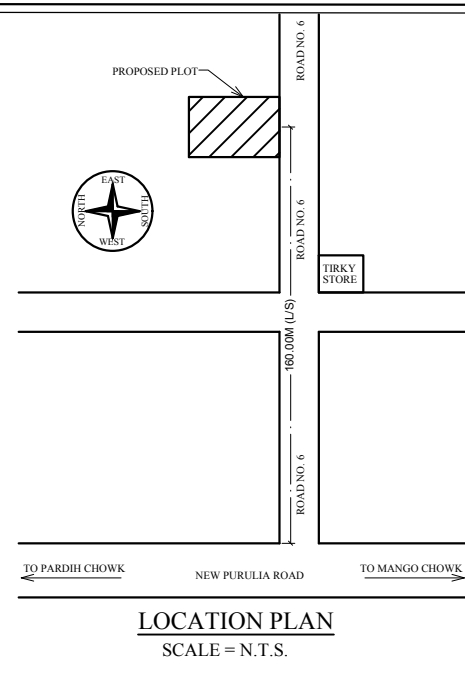 ROAD NO. 6
PROPOSED PLOT
EAST
NORTH
SOUTH
WEST
ROAD NO. 6
TIRKY
STORE
160.00M (L/S)
ROAD NO. 6
TO PARDIH CHOWK
NEW PURULIA ROAD
TO MANGO CHOWK
LOCATION PLAN
SCALE = N.T.S.